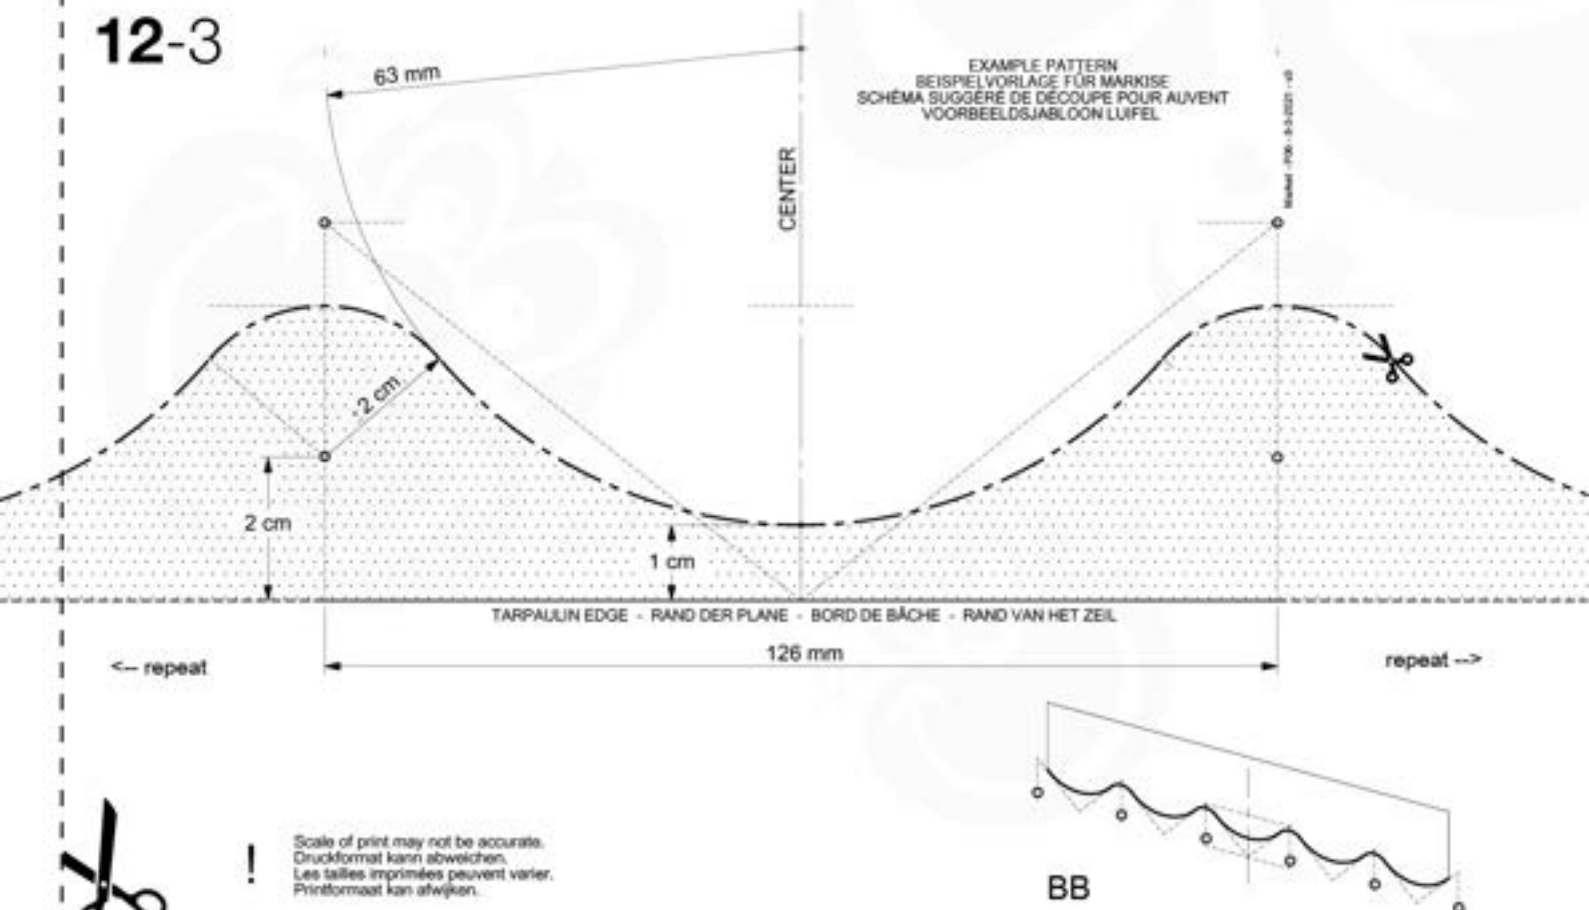 12-3
63 mm
EXAMPLE PATTERN
BEISPIELVORLAGE FÜR MARKISE
SCHÉMA SUGGÉRÉ DE DÉCOUPE POUR AUVENT
VOORBEELDSJABLOON LUIFEL
CENTER
2 cm
2 cm
1 cm
TARPAULIN EDGE - RAND DER PLANE - BORD DE BÂCHE - RAND VAN HET ZEIL
126 mm
<-- repeat
repeat -->
! Scale of print may not be accurate.
Druckformat kann abweichen.
Les tailles imprimées peuvent varier.
Printformaat kan afwijken.
BB